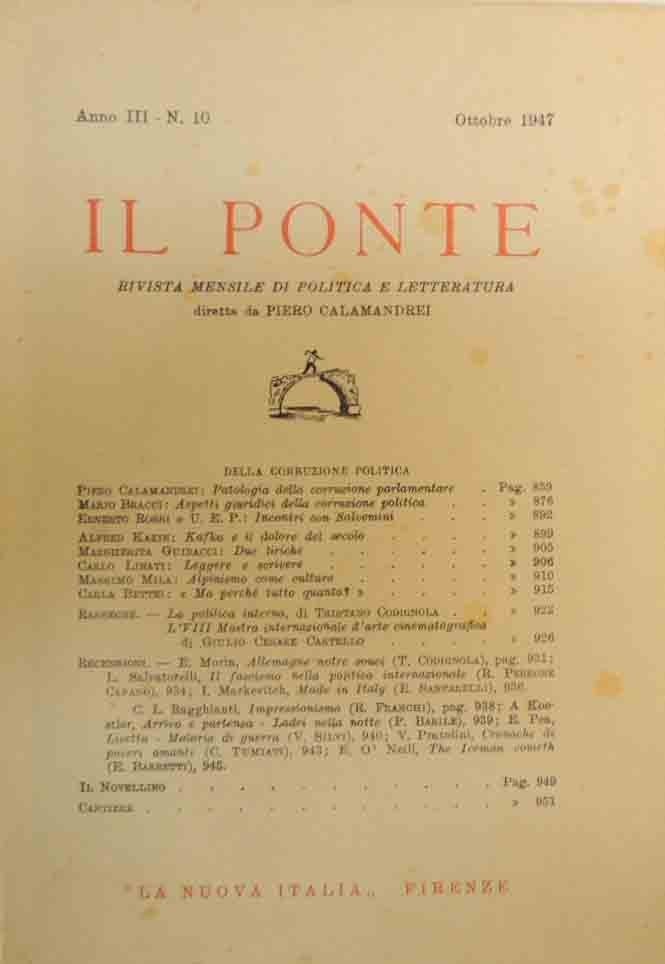 Anno III - N. 10 Ottobre 1947
IL PONTE
RIVISTA MENSILE DI POLITICA E LETTERATURA
diretta da PIERO CALAMANDREI
DELLA CORRUZIONE POLITICA
PIERO CALAMANDREI: Patologia della corruzione parlamentare . Pag. 859
MARIO BRACCI: Aspetti giuridici della corruzione politica . . » 876
ERNESTO ROSSI e U. E. P.: Incontri con Salvemini . . . » 892
ALFRED KAZIN: Kafka e il dolore del secolo . . . . » 899
MARGHERITA GUIDACCI: Due liriche . . . . . . » 905
CARLO LINATI: Leggere e scrivere . . . . . . » 906
MASSIMO MILA: Alpinismo come cultura . . . . . » 910
CARLA BETTEI: « Ma perché tutto quanto? » . . . . » 915
RASSEGNE. — La politica interna, di TRISTANO CODIGNOLA . . » 922
L'VIII Mostra internazionale d'arte cinematografica
di GIULIO CESARE CASTELLO . . . . » 926
RECENSIONI. — E. Morin, Allemagne notre souci (T. CODIGNOLA), pag. 931;
L. Salvatorelli, Il fascismo nella politica internazionale (R. PERRONE
CAPANO), 934; I. Markevitch, Made in Italy (E. SANTARELLI), 936.
C. L. Ragghianti, Impressionismo (R. FRANCHI), pag. 938; A Koe-
stler, Arrivo e partenza - Ladri nella notte (P. BARILE), 939; E. Pea,
Lisetta - Malaria di guerra (V. SILVI), 940; V. Pratolini, Cronache di
poveri amanti (C. TUMIATI), 943; E. O' Neill, The Iceman cometh
(E. BARRETTI), 945.
IL NOVELLINO . . . . . . . . . . . Pag. 949
CANTIERE . . . . . . . . . . . . » 951
"LA NUOVA ITALIA„ FIRENZE